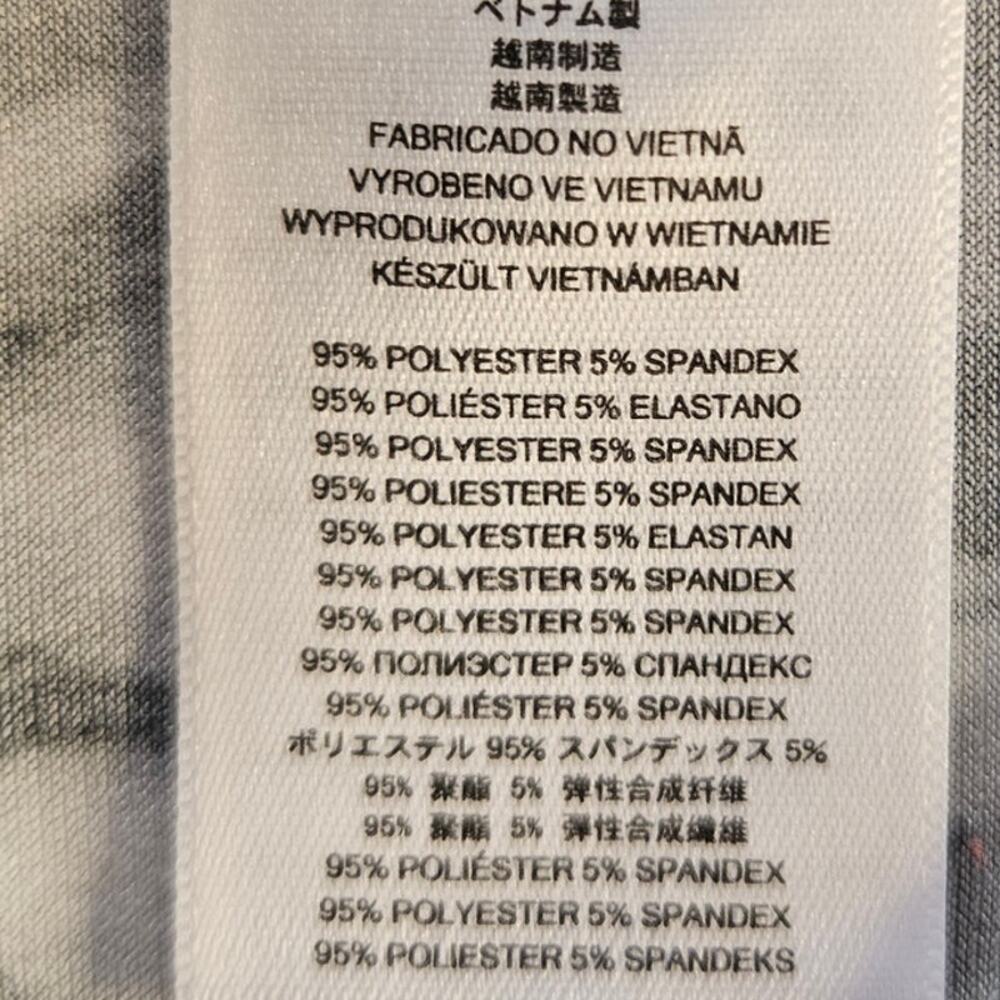 ベトナム製
越南制造
越南製造
FABRICADO NO VIETNÃ
VYROBENO VE VIETNAMU
WYPRODUKOWANO W WIETNAMIE
KÉSZÜLT VIETNÁMBAN
95% POLYESTER 5% SPANDEX
95% POLIÉSTER 5% ELASTANO
95% POLYESTER 5% SPANDEX
95% POLIESTERE 5% SPANDEX
95% POLYESTER 5% ELASTAN
95% POLYESTER 5% SPANDEX
95% POLYESTER 5% SPANDEX
95% ПОЛИЭСТЕР 5% СПАНДЕКС
95% POLIÉSTER 5% SPANDEX
ポリエステル 95% スパンデックス 5%
95% 聚酯 5% 弹性合成纤维
95% 聚酯 5% 弹性合成纖維
95% POLIÉSTER 5% SPANDEX
95% POLYESTER 5% SPANDEX
95% POLIESTER 5% SPANDEKS